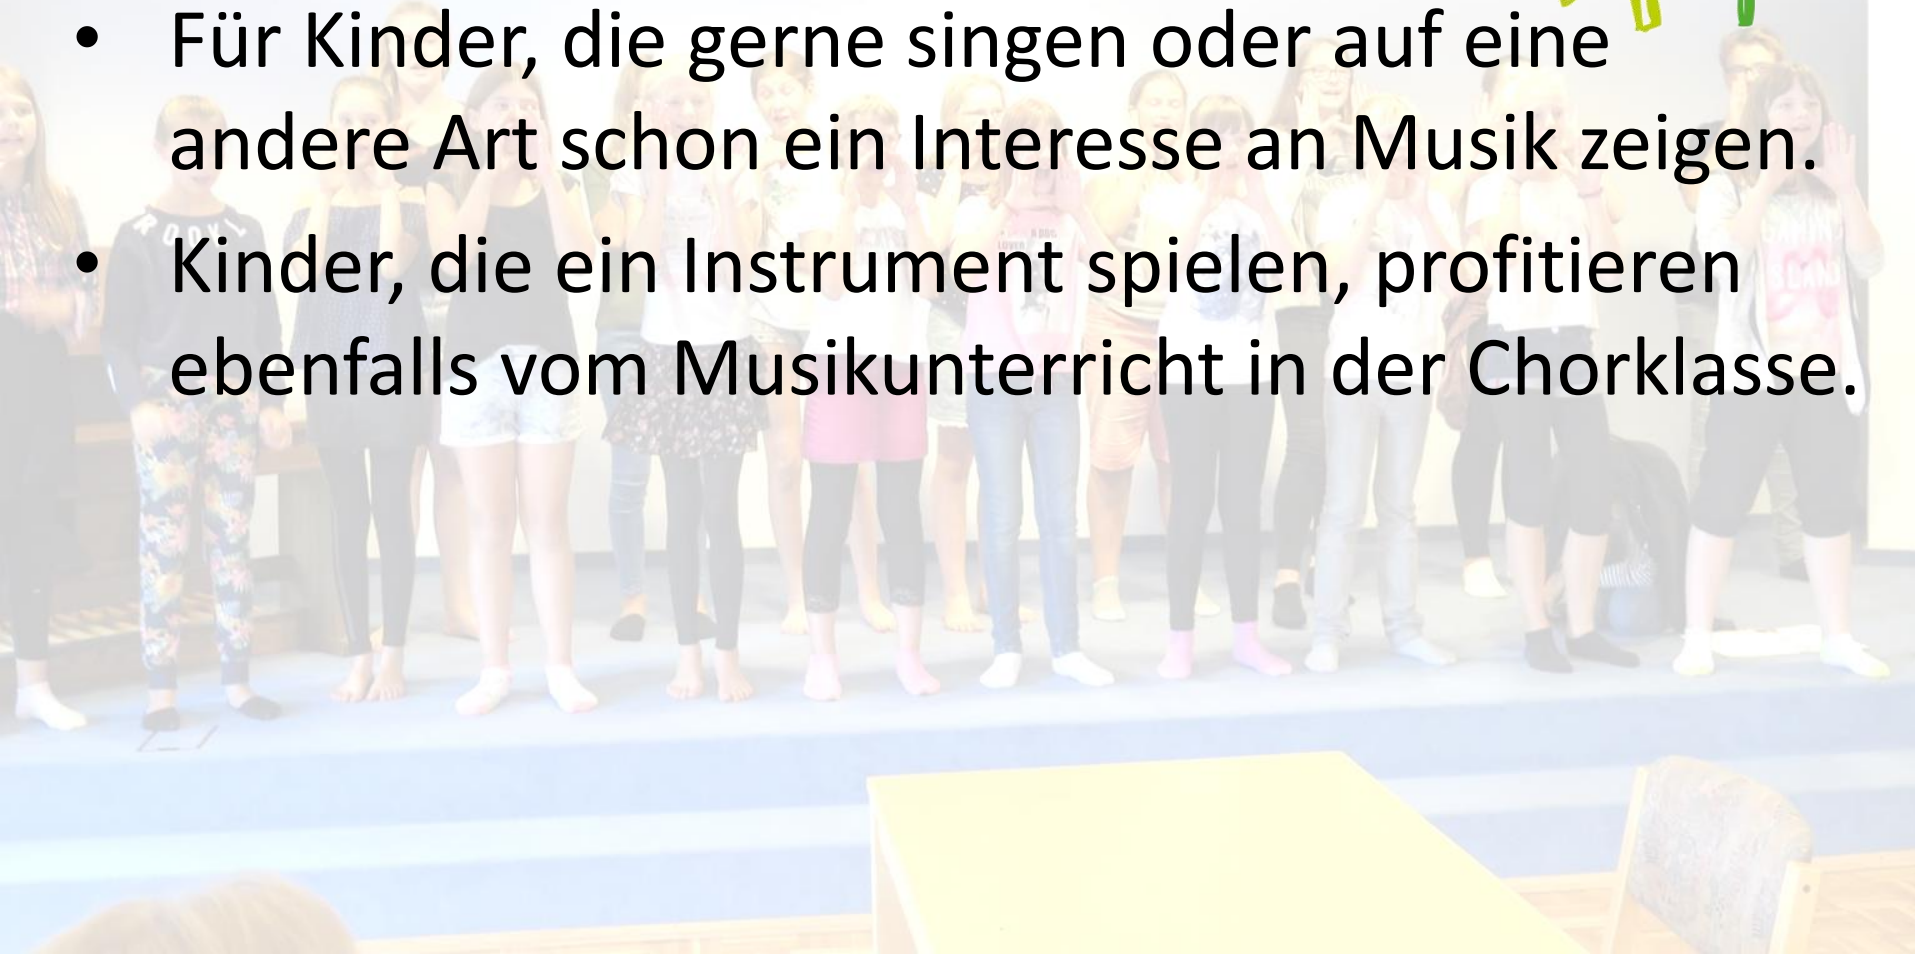 • Für Kinder, die gerne singen oder auf eine
andere Art schon ein Interesse an Musik zeigen.
• Kinder, die ein Instrument spielen, profitieren
ebenfalls vom Musikunterricht in der Chorklasse.